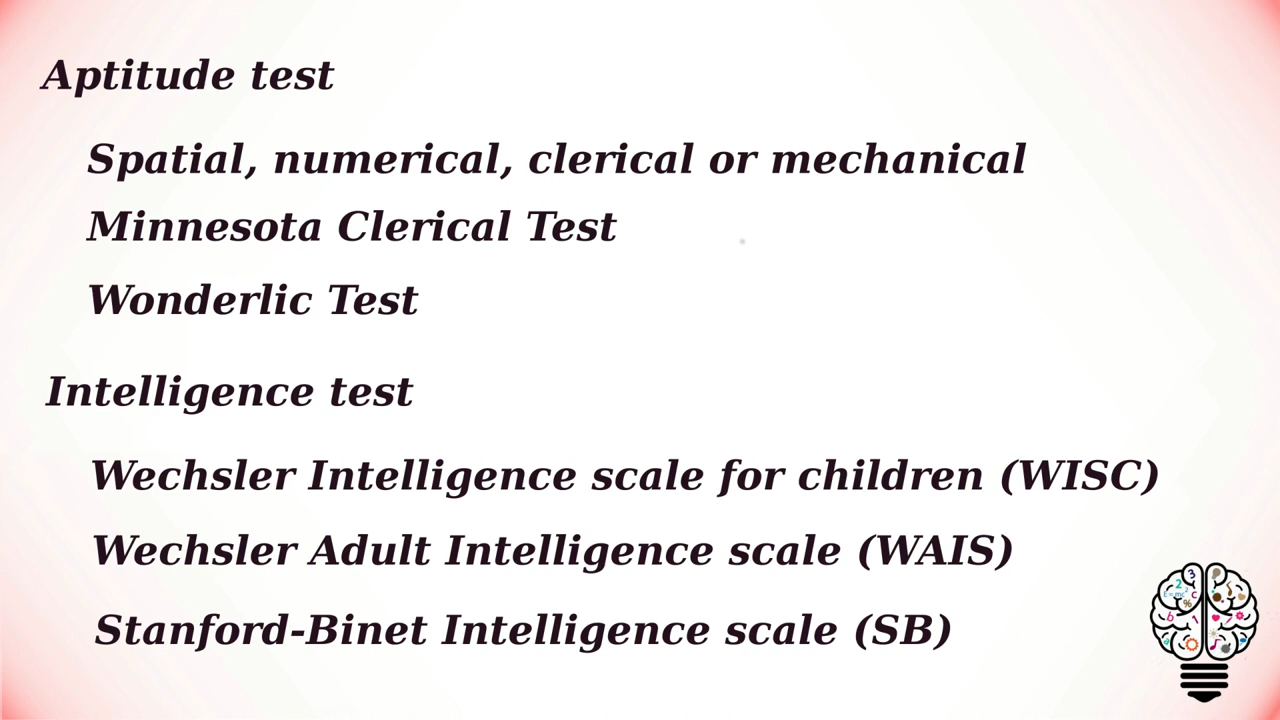 Aptitude test
Spatial, numerical, clerical or mechanical
Minnesota Clerical Test
Wonderlic Test
Intelligence test
Wechsler Intelligence scale for children (WISC)
Wechsler Adult Intelligence scale (WAIS)
Stanford-Binet Intelligence scale (SB)